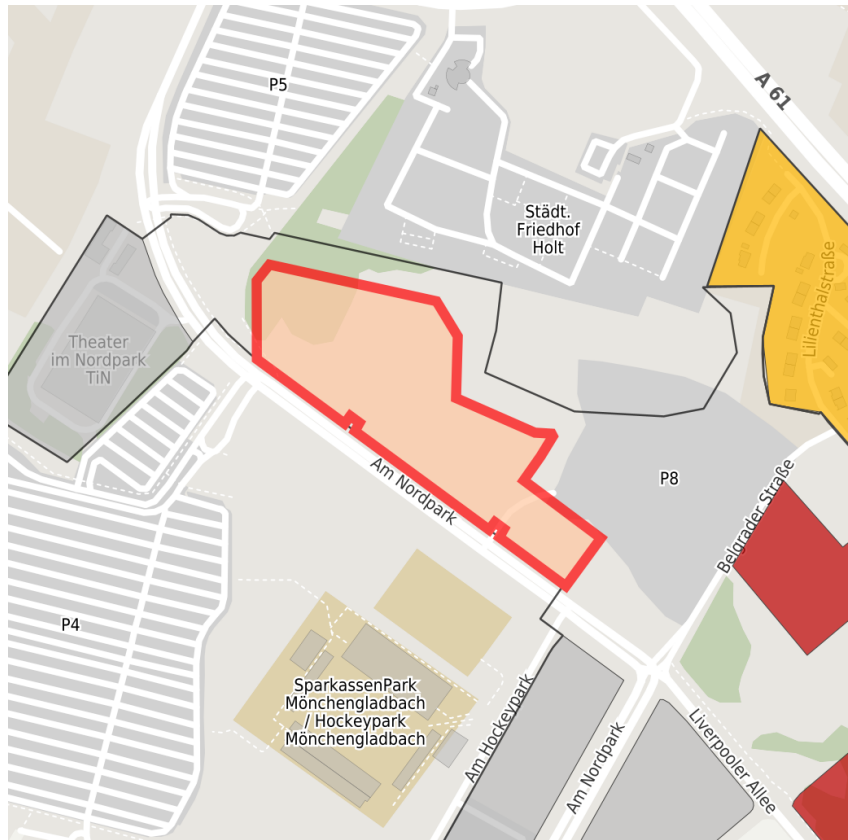 A 61
P5
Städt.
Friedhof
Holt
Lilienthalstraße
Theater
im Nordpark
TiN
P8
Am Nordpark
Belgrader Straße
P4
SparkassenPark
Mönchengladbach
/ Hockeypark
Mönchengladbach
Am Hockeypark
Am Nordpark
Liverpooler Allee